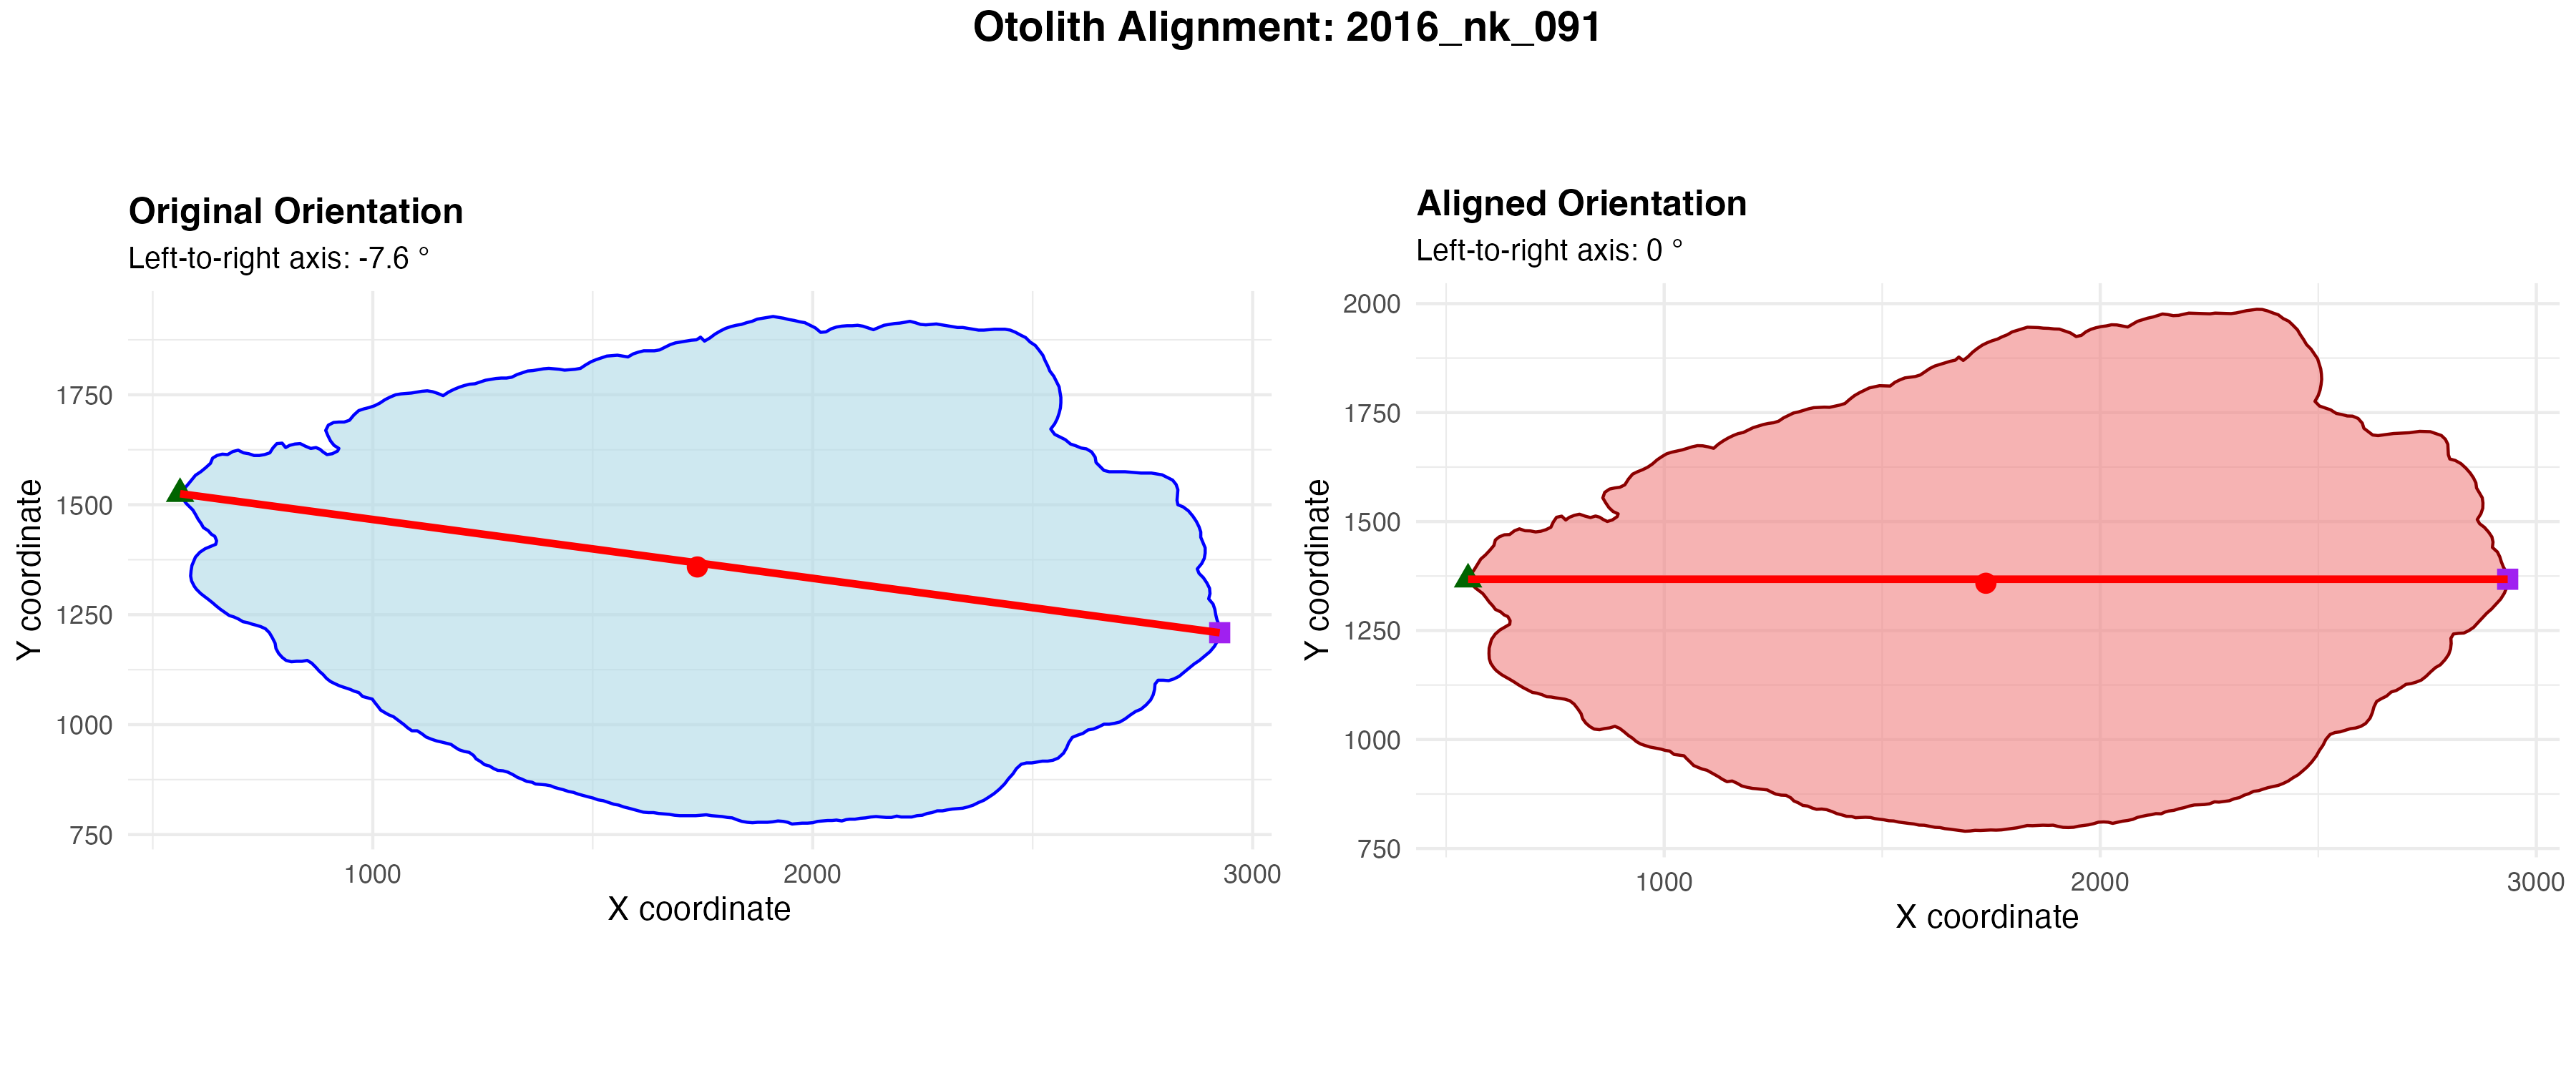 Otolith Alignment: 2016_nk_091
Original Orientation
Left-to-right axis: -7.6 °
Y coordinate
1750
1500
1250
1000
750
1000
2000
3000
X coordinate
Aligned Orientation
Left-to-right axis: 0 °
Y coordinate
2000
1750
1500
1250
1000
750
1000
2000
3000
X coordinate